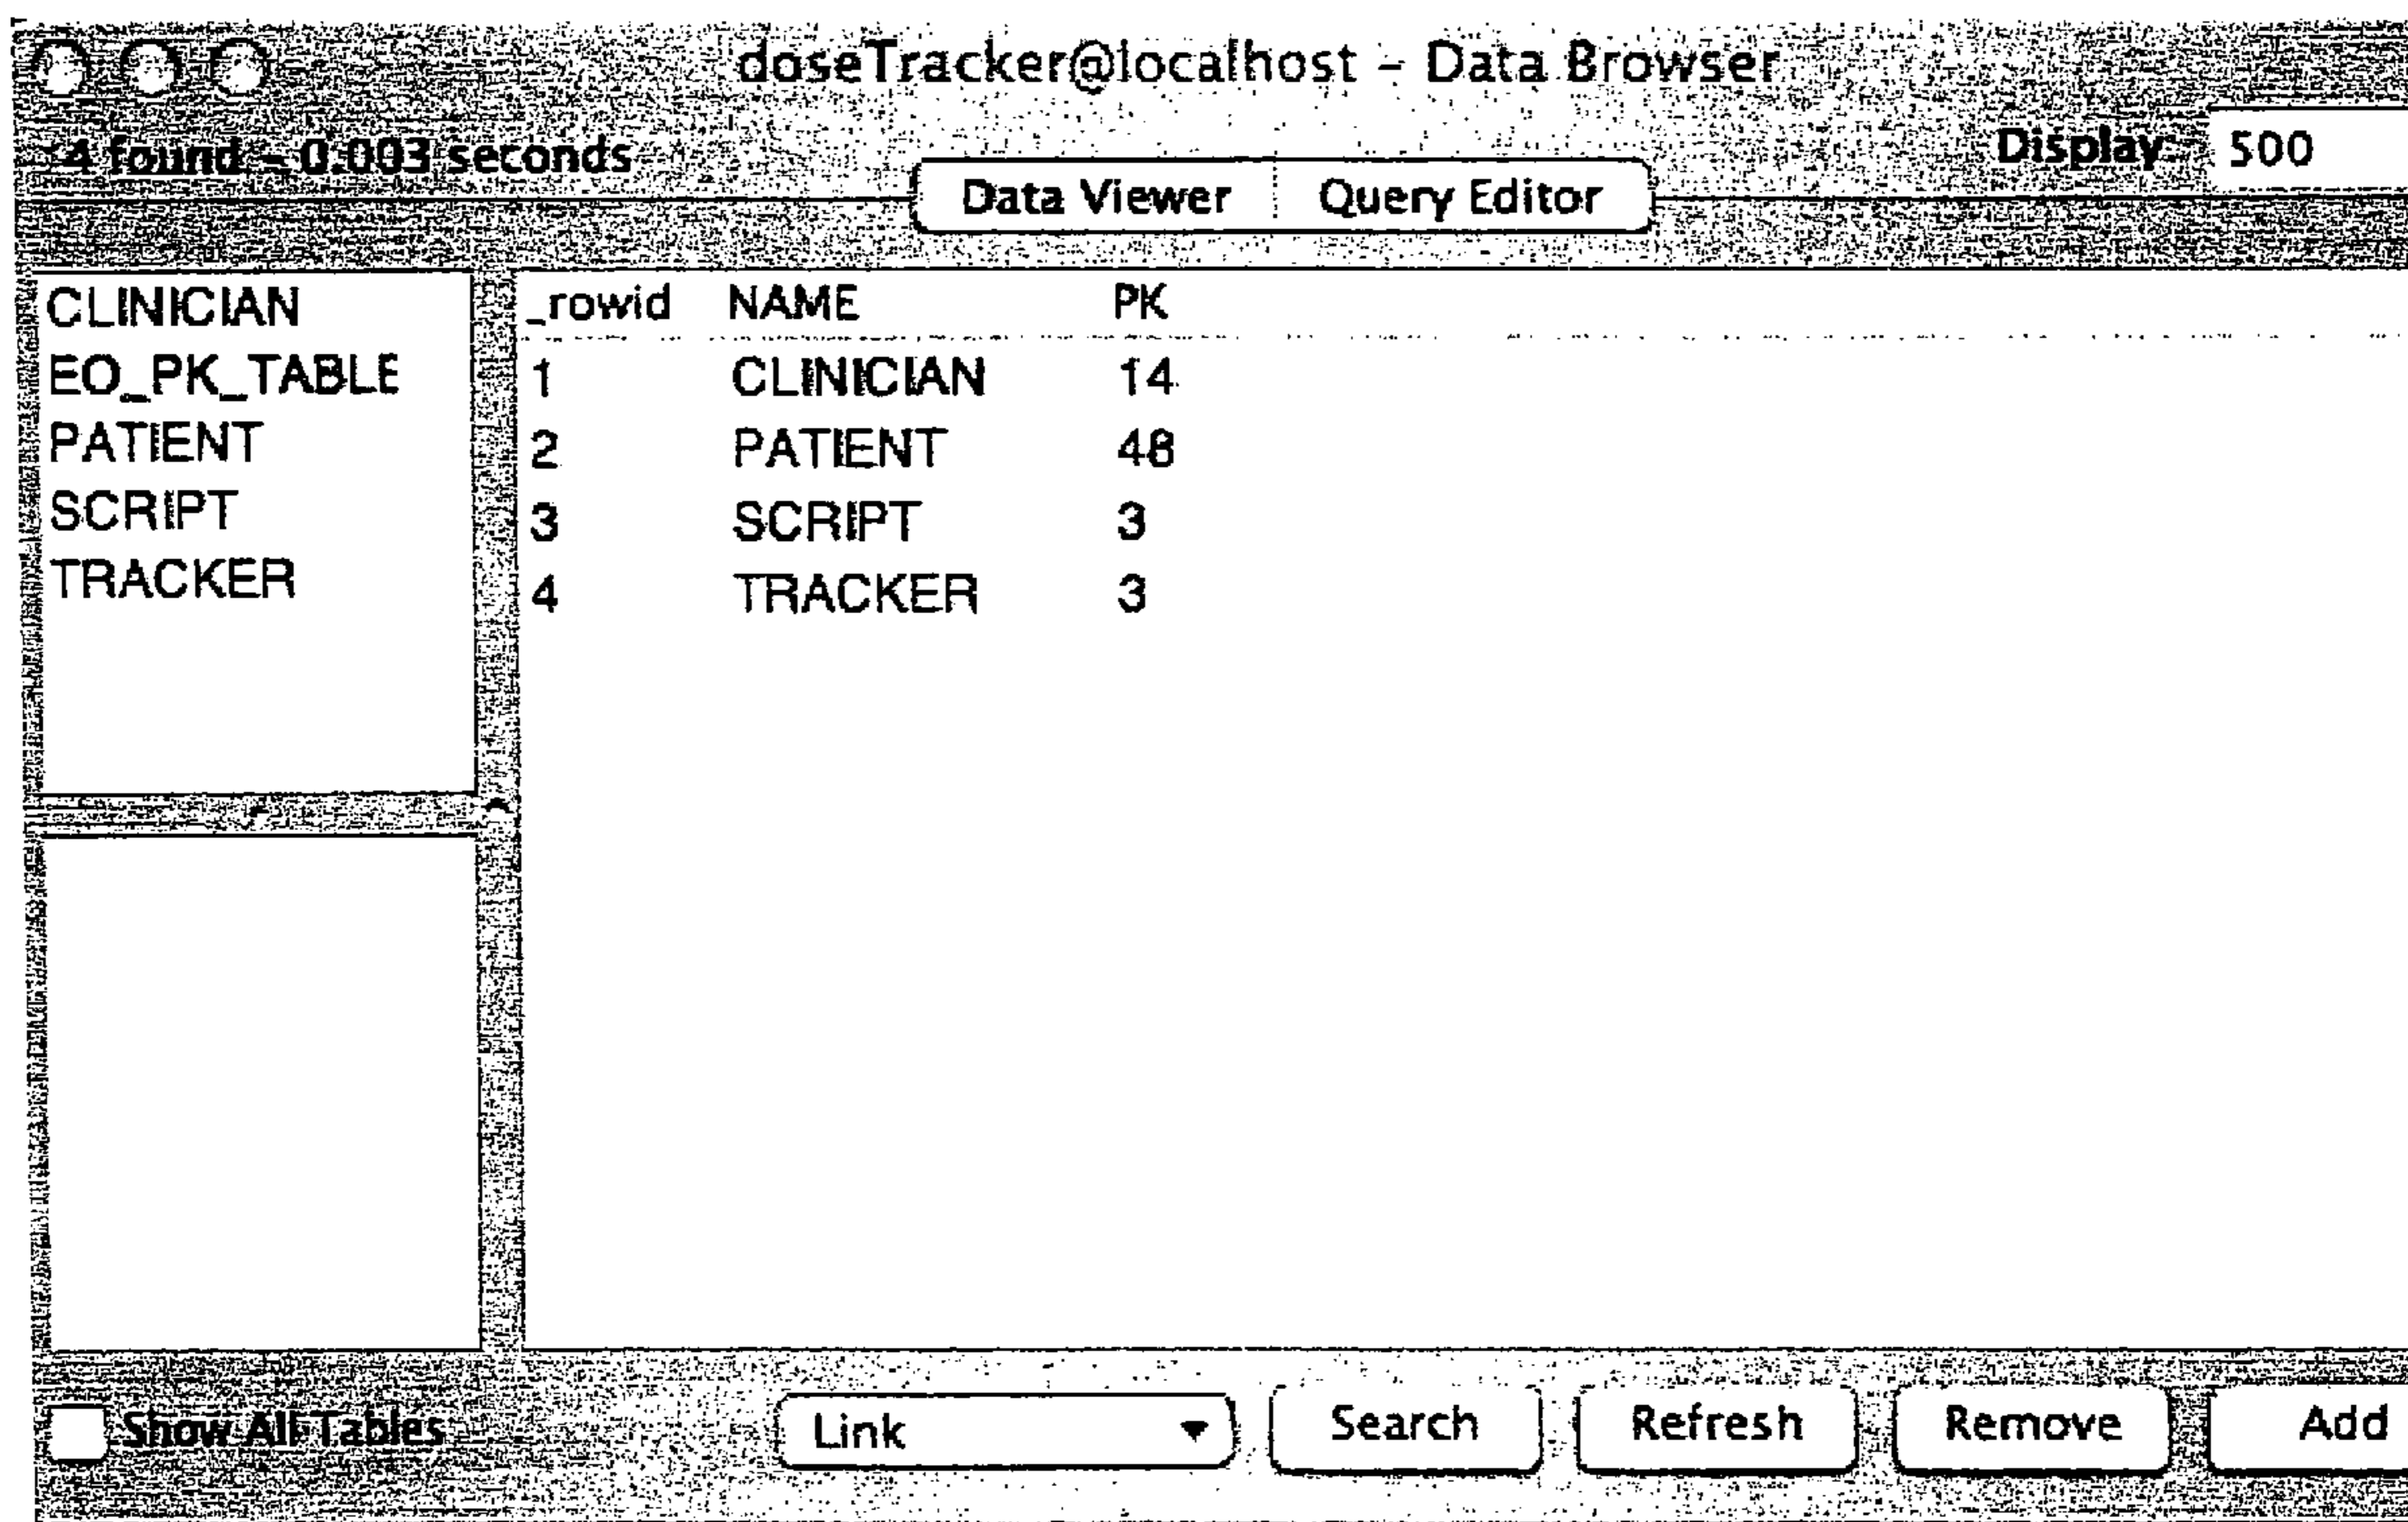 doseTracker@localhost – Data Browser
4 found – 0.003 seconds
Display: 500
Data Viewer Query Editor
CLINICIAN
EO_PK_TABLE
PATIENT
SCRIPT
TRACKER
_rowid NAME PK
1 CLINICIAN 14
2 PATIENT 48
3 SCRIPT 3
4 TRACKER 3
Show All Tables
Link Search Refresh Remove Add